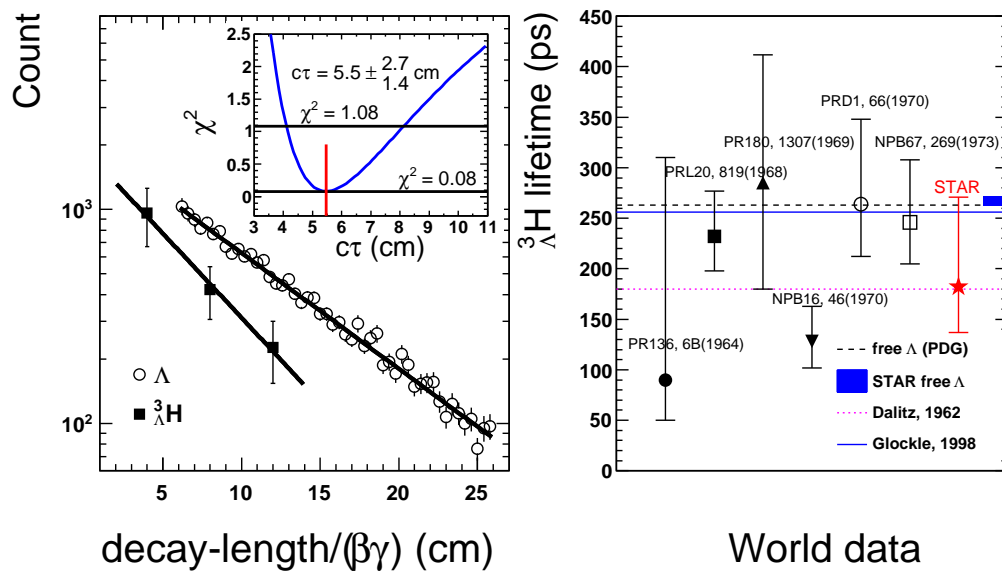 Count
10³
10²
5 10 15 20 25
decay-length/(βγ) (cm)
Λ
³ΛH
χ²
2.5
2
1.5
1
0.5
0
3 4 5 6 7 8 9 10 11
cτ (cm)
cτ = 5.5 ± 2.7 1.4 cm
χ² = 1.08
χ² = 0.08
³ΛH lifetime (ps)
450
400
350
300
250
200
150
100
50
0
World data
PRD1, 66(1970)
PR180, 1307(1969)
NPB67, 269(1973)
PRL20, 819(1968)
STAR
NPB16, 46(1970)
PR136, 6B(1964)
free Λ (PDG)
STAR free Λ
Dalitz, 1962
Glockle, 1998